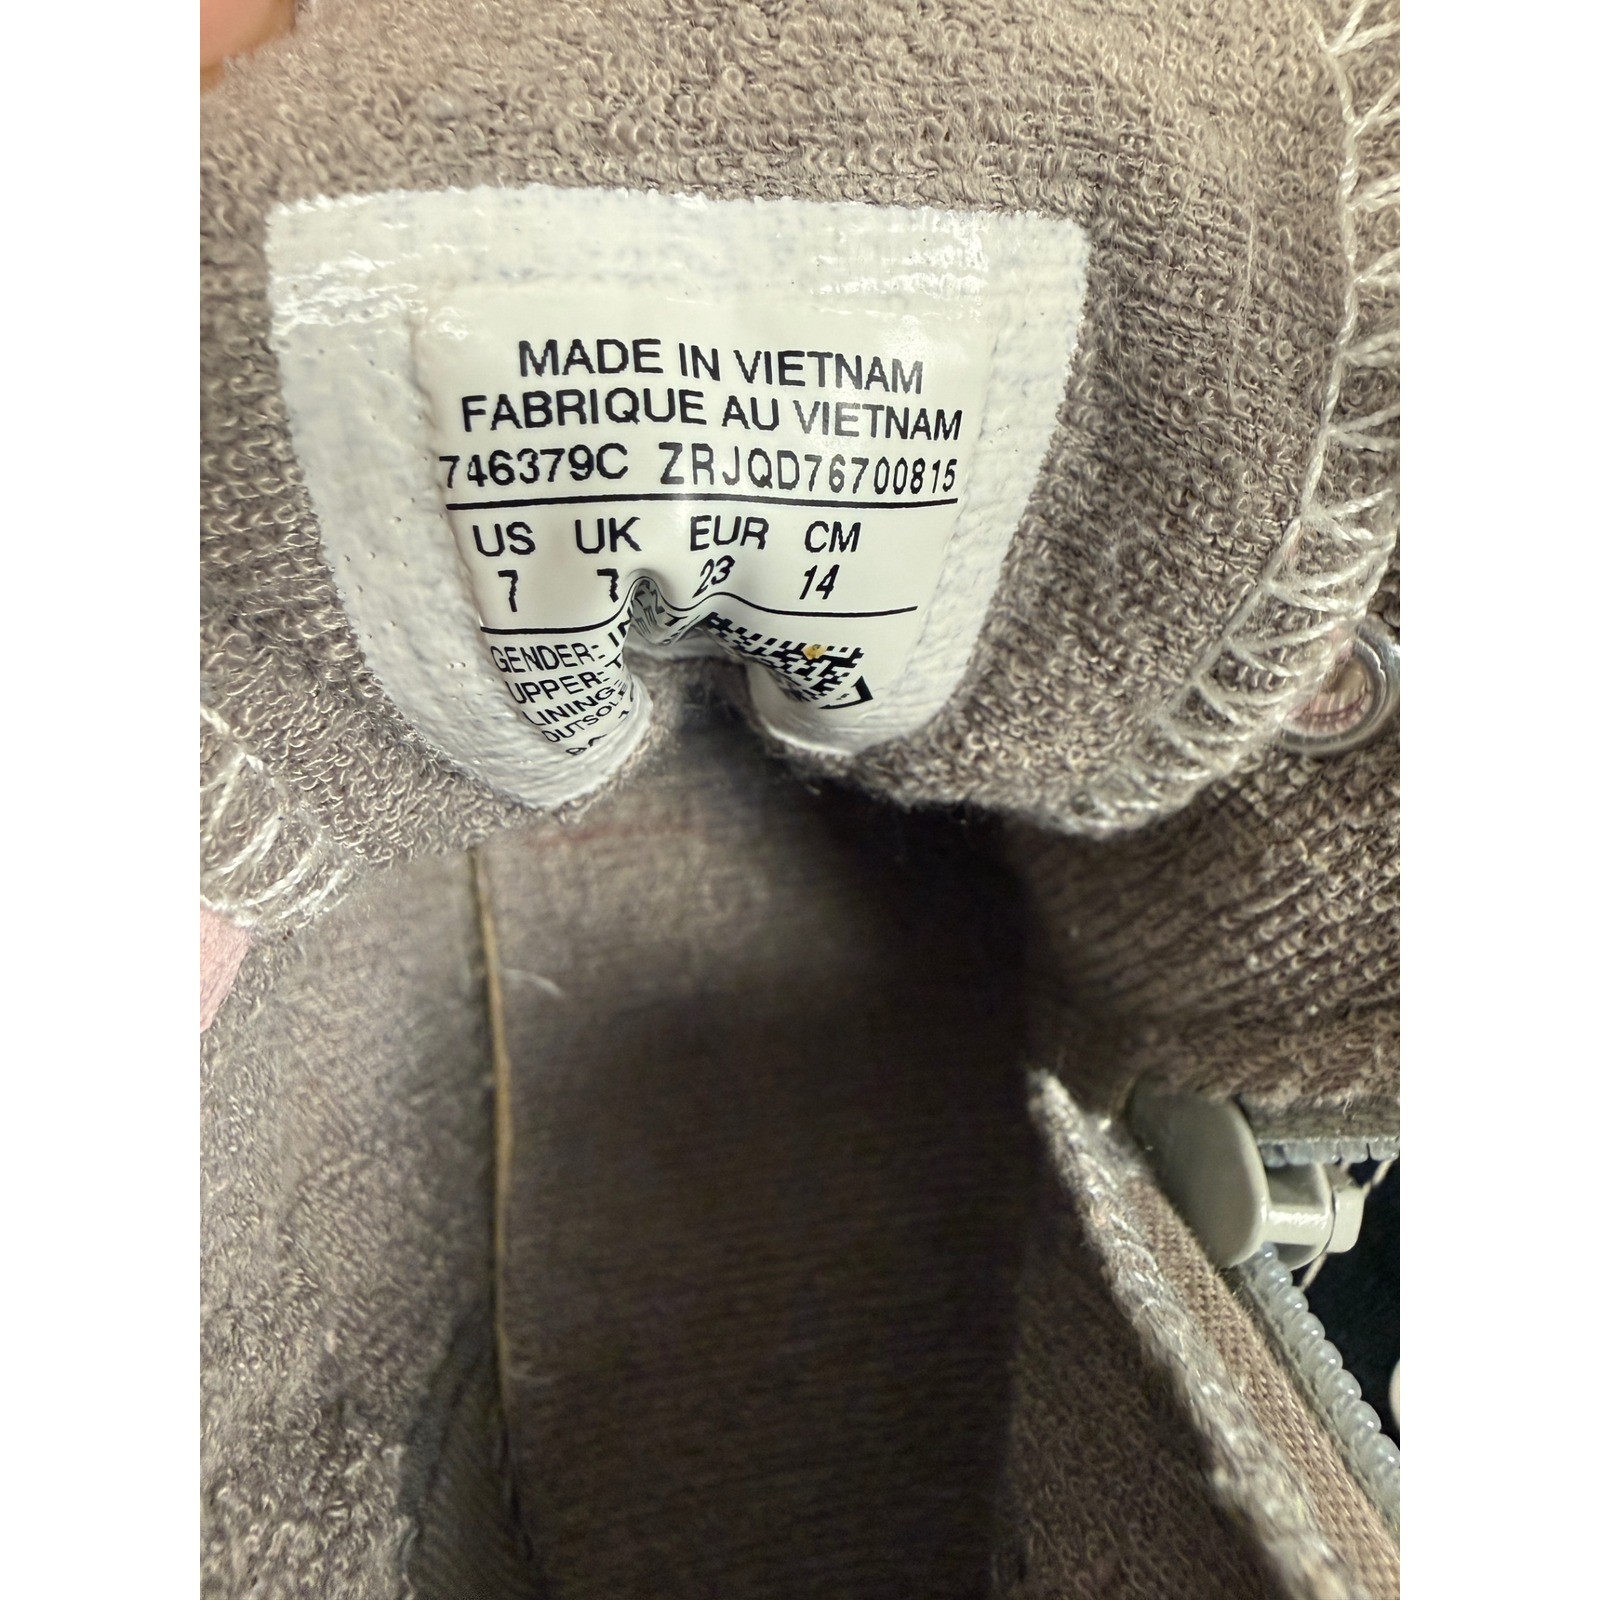 MADE IN VIETNAM
FABRIQUE AU VIETNAM
746379C ZRJQD76700815
US UK EUR CM
7 7 23 14
GENDER:
UPPER:
LINING: